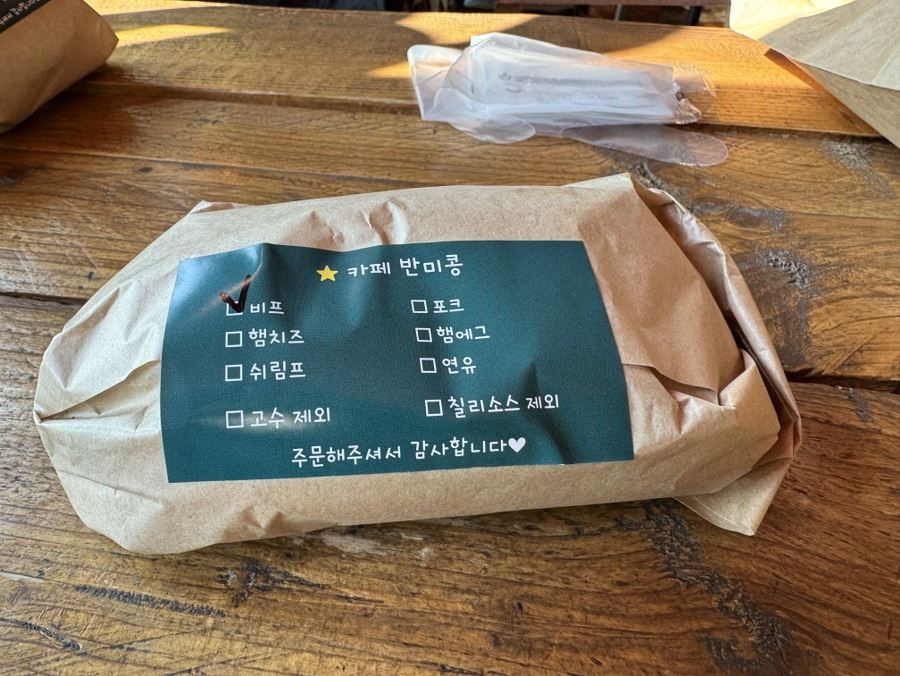 카페 반미콩
비프 포크
햄치즈 햄에그
쉬림프 연유
고수 제외 칠리소스 제외
주문해주셔서 감사합니다♥